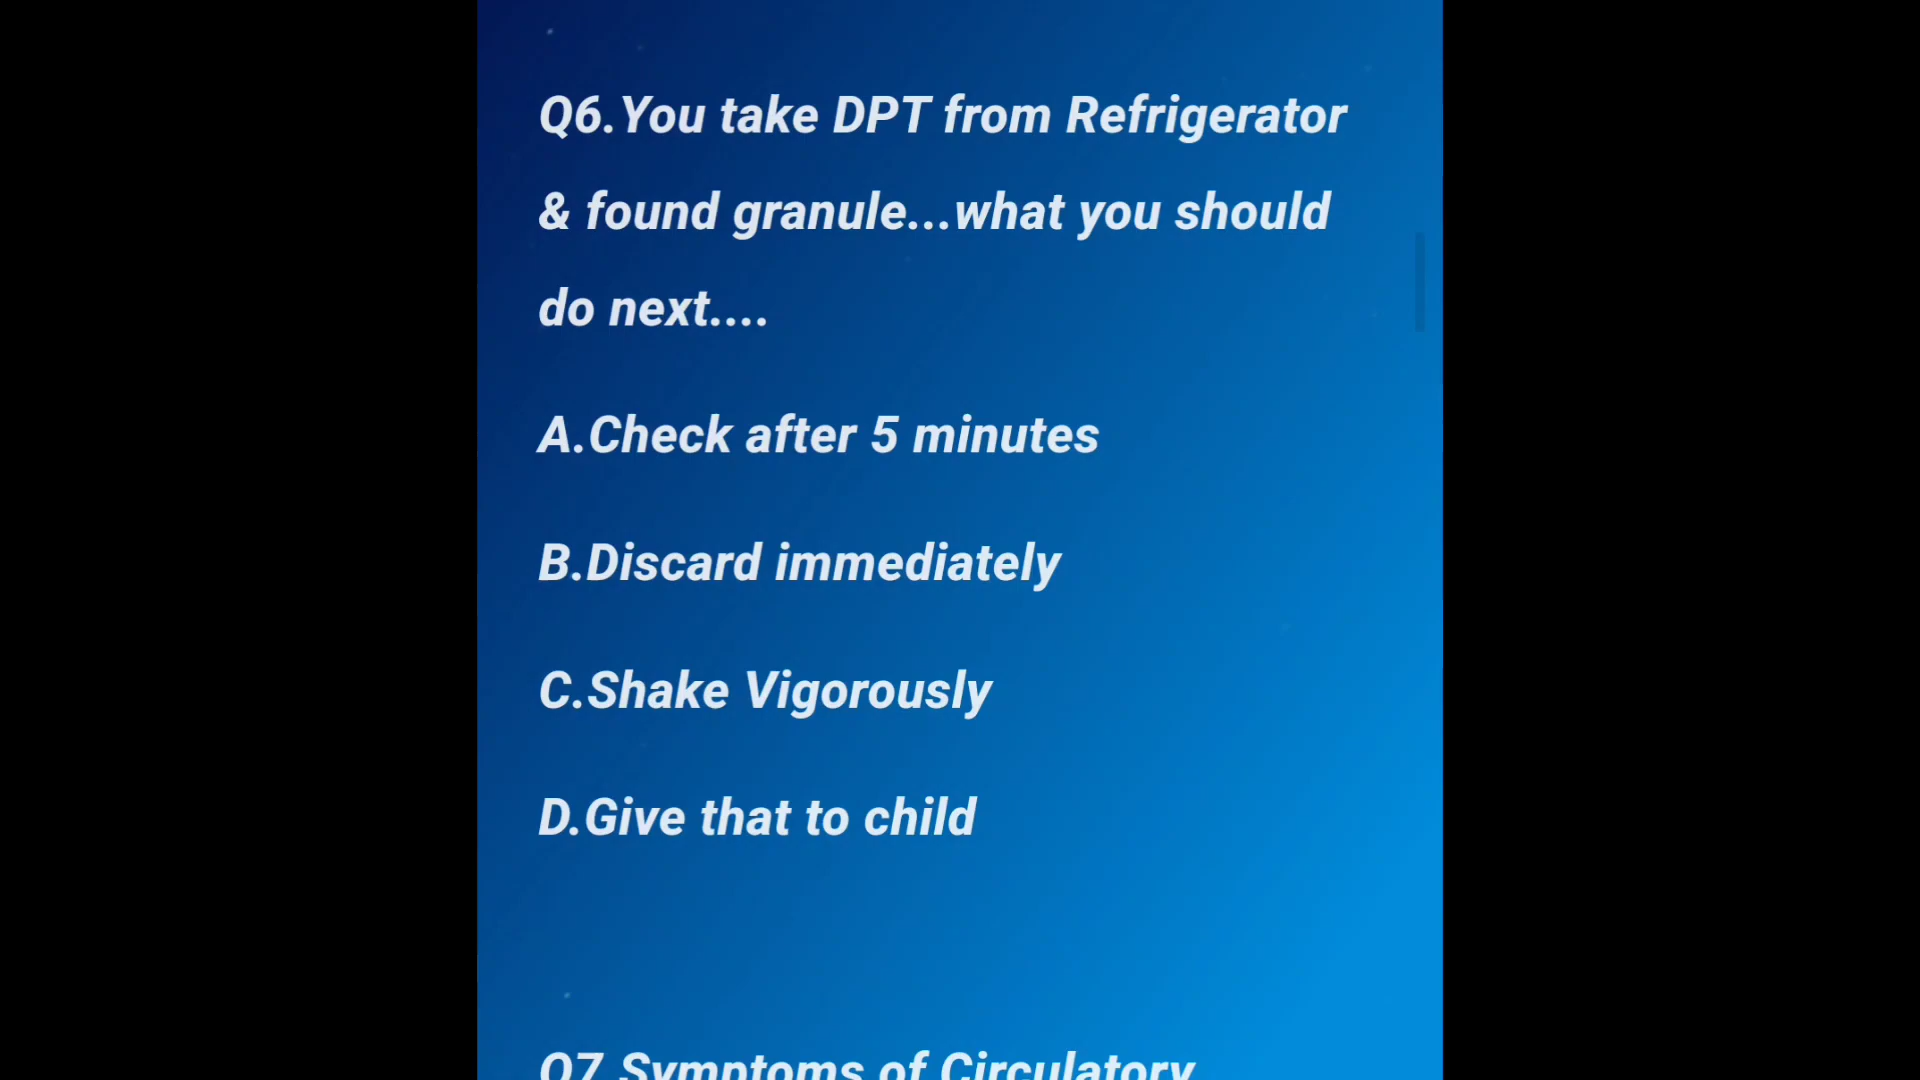 Q6.You take DPT from Refrigerator
& found granule...what you should
do next....
A.Check after 5 minutes
B.Discard immediately
C.Shake Vigorously
D.Give that to child
Q7.Symptoms of Circulatory